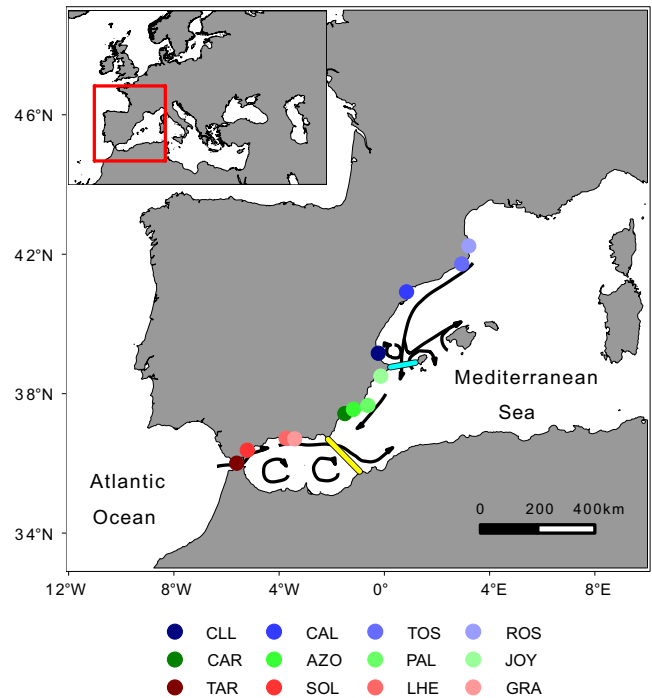 46°N
42°N
38°N
34°N
Mediterranean
Sea
Atlantic
Ocean
0 200 400km
12°W 8°W 4°W 0° 4°E 8°E
CLL CAL TOS ROS
CAR AZO PAL JOY
TAR SOL LHE GRA